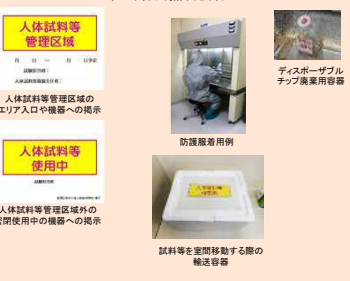 人体試料等
管理区域
月 日 ~ 月 日予定
人体試料等管理区域の
エリア入口や機器への掲示
人体試料等
使用中
人体試料等管理区域外の
密閉使用中の機器への掲示
防護服着用例
試料等を室間移動する際の
輸送容器
ディスポーザブル
チップ廃棄用容器